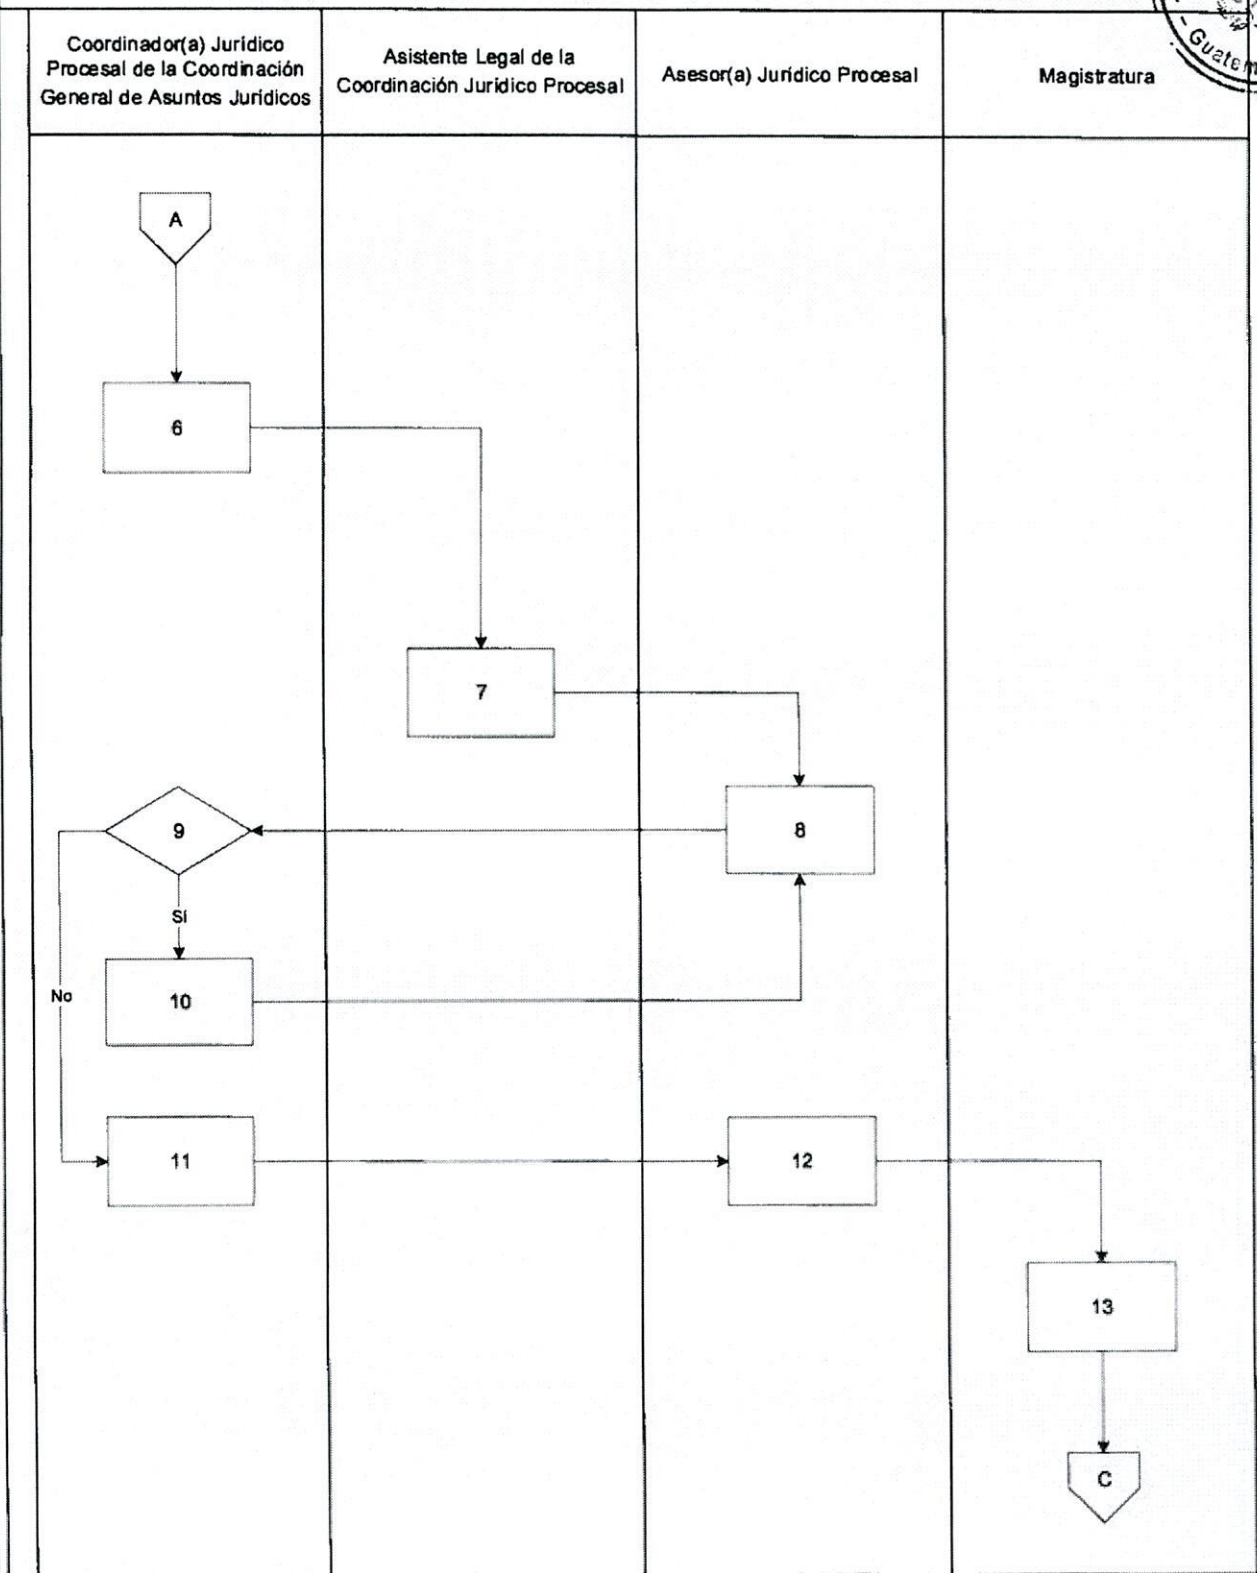 Coordinador(a) Jurídico
Procesal de la Coordinación
General de Asuntos Jurídicos
Asistente Legal de la
Coordinación Jurídico Procesal
Asesor(a) Jurídico Procesal
Magistratura
A
6
7
8
9
Sí
No
10
11
12
13
C